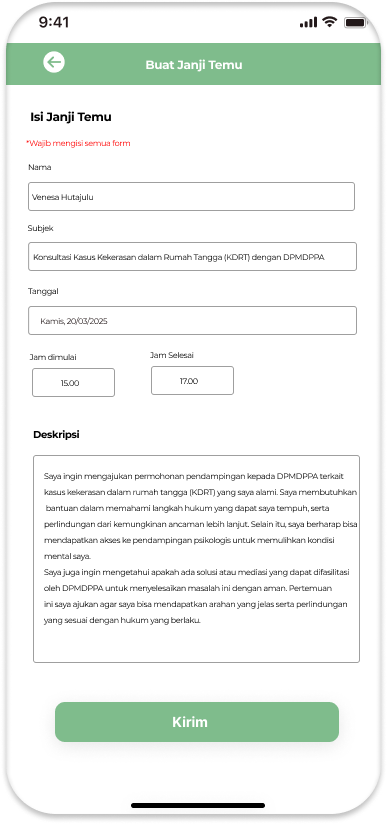 9:41
Buat Janji Temu
Isi Janji Temu
*Wajib mengisi semua form
Nama
Venesa Hutajulu
Subjek
Konsultasi Kasus Kekerasan dalam Rumah Tangga (KDRT) dengan DPMDPPA
Tanggal
Kamis, 20/03/2025
Jam dimulai
Jam Selesai
15.00
17.00
Deskripsi
Saya ingin mengajukan permohonan pendampingan kepada DPMDPPA terkait
kasus kekerasan dalam rumah tangga (KDRT) yang saya alami. Saya membutuhkan
bantuan dalam memahami langkah hukum yang dapat saya tempuh, serta
perlindungan dari kemungkinan ancaman lebih lanjut. Selain itu, saya berharap bisa
mendapatkan akses ke pendampingan psikologis untuk memulihkan kondisi
mental saya.
Saya juga ingin mengetahui apakah ada solusi atau mediasi yang dapat difasilitasi
oleh DPMDPPA untuk menyelesaikan masalah ini dengan aman. Pertemuan
ini saya ajukan agar saya bisa mendapatkan arahan yang jelas serta perlindungan
yang sesuai dengan hukum yang berlaku.
Kirim